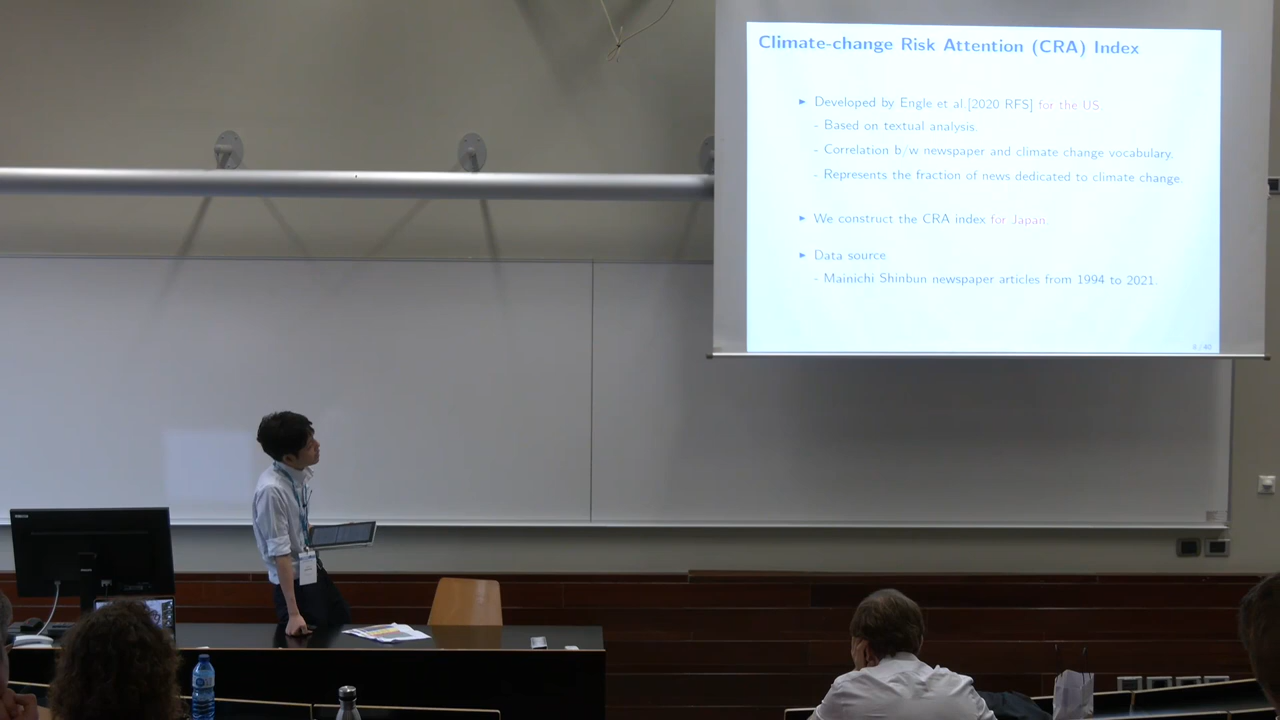 Climate-change Risk Attention (CRA) Index
► Developed by Engle et al.[2020 RFS] for the US.
- Based on textual analysis.
- Correlation b/w newspaper and climate change vocabulary.
- Represents the fraction of news dedicated to climate change.
► We construct the CRA index for Japan
► Data source
- Mainichi Shinbun newspaper articles from 1994 to 2021.